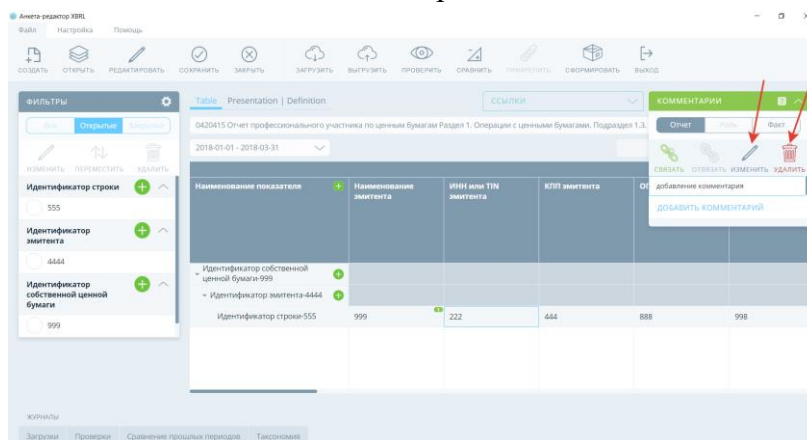 Анкета-редактор XBRL
Файл Настройка Помощь
СОЗДАТЬ ОТКРЫТЬ РЕДАКТИРОВАТЬ СОХРАНИТЬ ЗАКРЫТЬ ЗАГРУЗИТЬ ВЫГРУЗИТЬ ПРОВЕРИТЬ СРАВНИТЬ ПРИКРЕПИТЬ СФОРМИРОВАТЬ ВЫХОД
ФИЛЬТРЫ
Все Открытые Закрытые
ИЗМЕНИТЬ ПЕРЕМЕСТИТЬ УДАЛИТЬ
Идентификатор строки
555
Идентификатор
эмитента
4444
Идентификатор
собственной ценной
бумаги
999
Table Presentation | Definition
ССЫЛКИ
0420415 Отчет профессионального участника по ценным бумагам Раздел 1. Операции с ценными бумагами. Подраздел 1.3.
2018-01-01 - 2018-03-31
КОММЕНТАРИИ
Отчет Роль Факт
СВЯЗАТЬ ОТВЯЗАТЬ ИЗМЕНИТЬ УДАЛИТЬ
добавление комментария
ДОБАВИТЬ КОММЕНТАРИЙ
Наименование показателя
Наименование
эмитента
ИНН или TIN
эмитента
КПП эмитента
Идентификатор собственной
ценной бумаги-999
Идентификатор эмитента-4444
Идентификатор строки-555 999 222 444 888 998
ЖУРНАЛЫ
Загрузки Проверки Сравнение прошлых периодов Таксономия